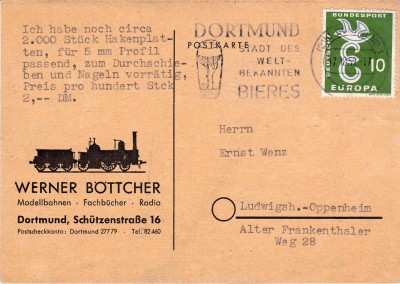 Ich habe noch circa
2.000 Stück Hakenplat-
ten, für 5 mm Profil
passend, zum Durchschie-
ben und Nageln vorrätig,
Preis pro hundert Stck
2,-- DM.
WERNER BÖTTCHER
Modellbahnen · Fachbücher · Radio
Dortmund, Schützenstraße 16
Postscheckkonto: Dortmund 27779 · Tel. 82460
POSTKARTE
DORTMUND
STADT DES
WELT-
BEKANNTEN
BIERES
DEUTSCHE
BUNDESPOST
10
EUROPA
Herrn
Ernst Wenz
Ludwigsh.-Oppenheim
Alter Frankenthaler
Weg 28